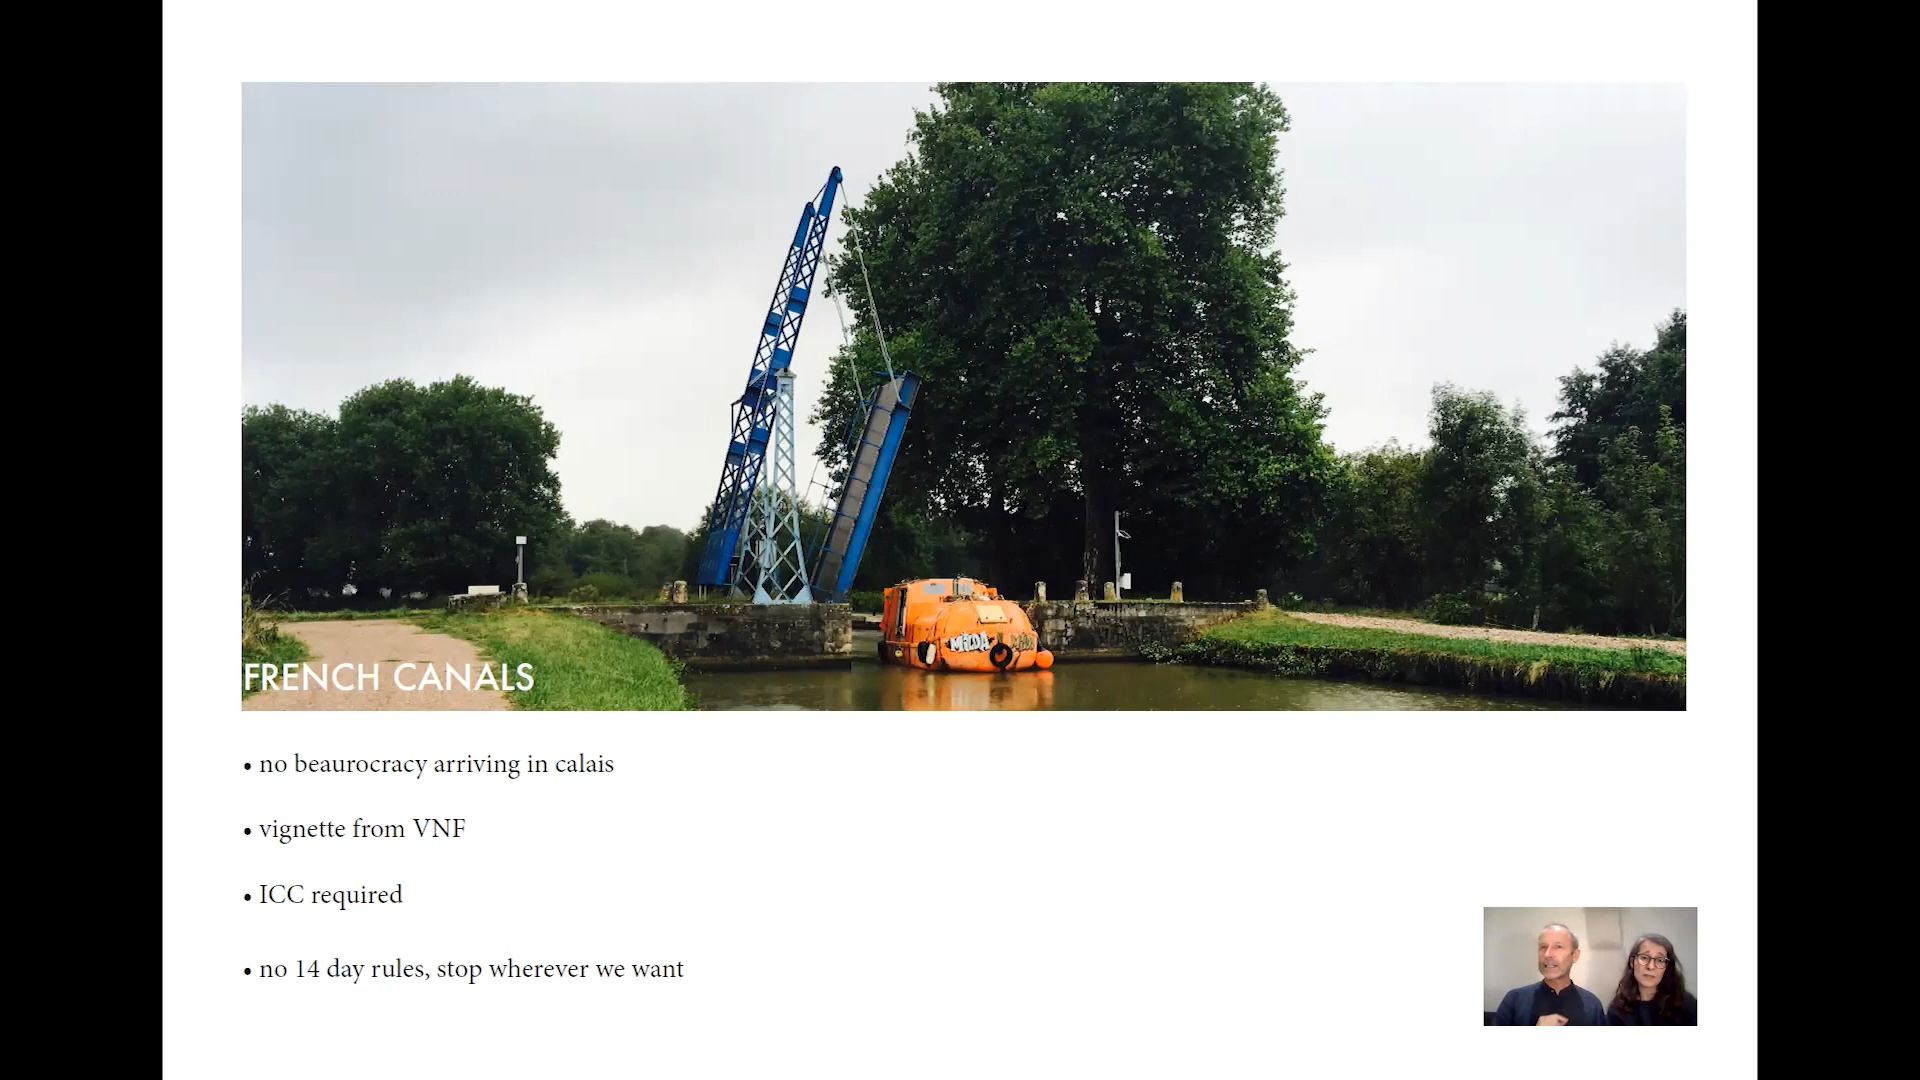 MILDA
FRENCH CANALS
• no beaurocracy arriving in calais
• vignette from VNF
• ICC required
• no 14 day rules, stop wherever we want